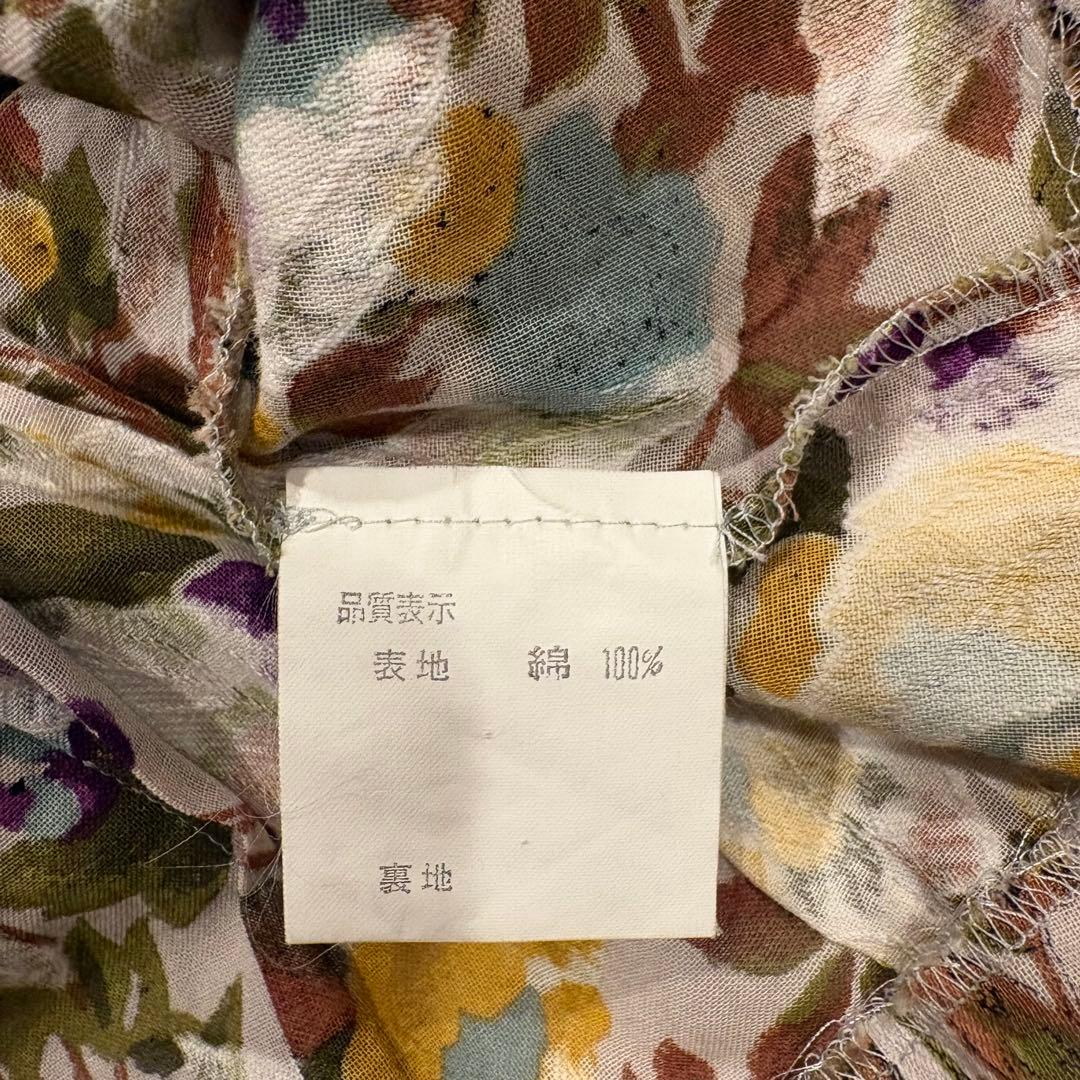 品質表示
表地 綿 100%
裏地